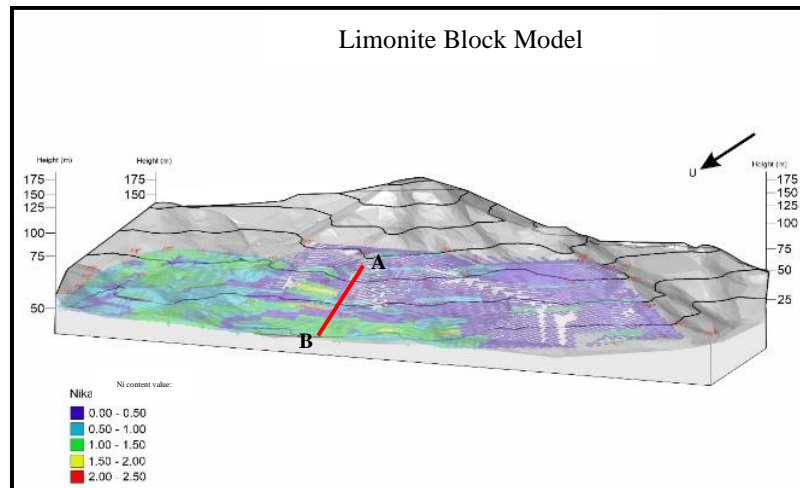 Limonite Block Model
Height (m)
175
150
125
100
75
50
Height (m)
175
150
U
Height (m)
175
150
125
100
75
50
25
A
B
Ni content value:
Nika
0.00 - 0.50
0.50 - 1.00
1.00 - 1.50
1.50 - 2.00
2.00 - 2.50